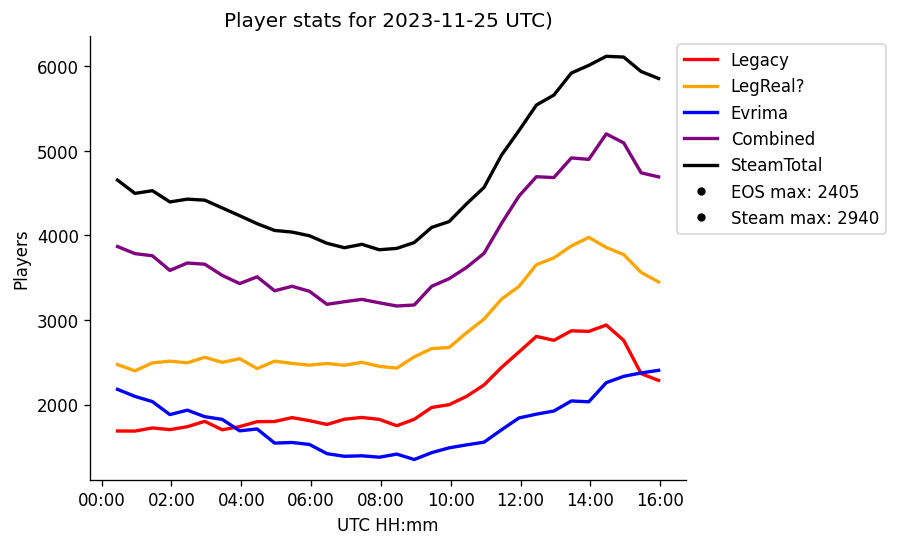 Player stats for 2023-11-25 UTC)
Players
6000
5000
4000
3000
2000
00:00 02:00 04:00 06:00 08:00 10:00 12:00 14:00 16:00
UTC HH:mm
Legacy
LegReal?
Evrima
Combined
SteamTotal
EOS max: 2405
Steam max: 2940